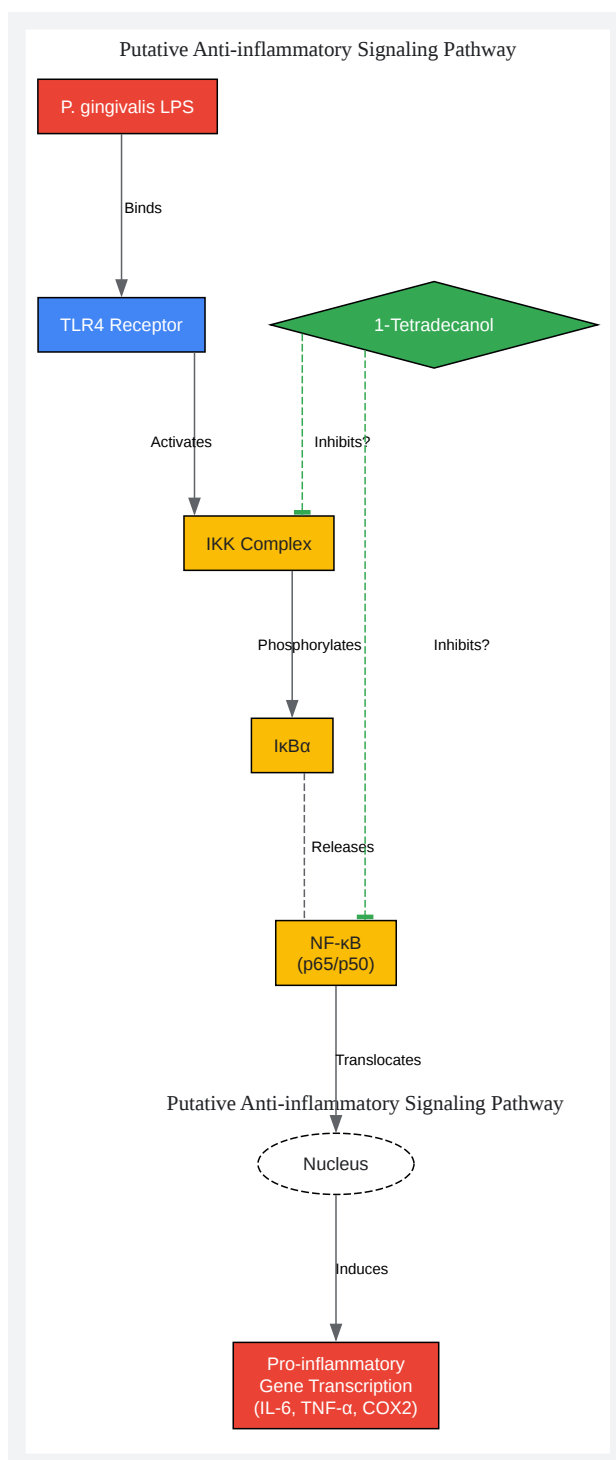 Putative Anti-inflammatory Signaling Pathway
P. gingivalis LPS
Binds
TLR4 Receptor
1-Tetradecanol
Activates
Inhibits?
IKK Complex
Phosphorylates
Inhibits?
IκBα
Releases
NF-κB
(p65/p50)
Translocates
Putative Anti-inflammatory Signaling Pathway
Nucleus
Induces
Pro-inflammatory
Gene Transcription
(IL-6, TNF-α, COX2)